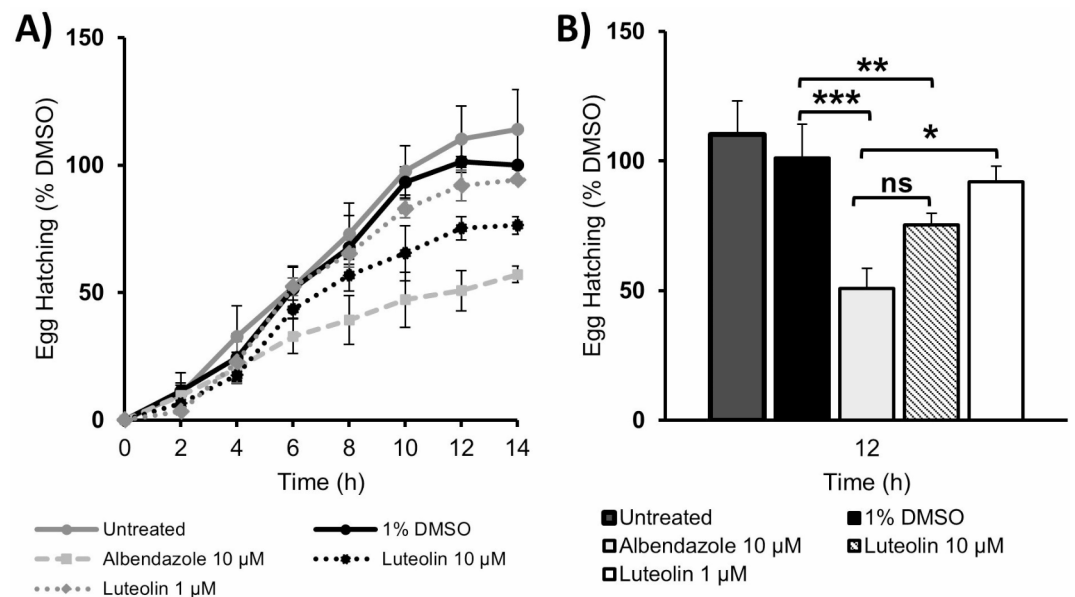 A)
150
100
50
0
Egg Hatching (% DMSO)
0 2 4 6 8 10 12 14
Time (h)
Untreated
1% DMSO
Albendazole 10 µM
Luteolin 10 µM
Luteolin 1 µM
B)
150
100
50
0
Egg Hatching (% DMSO)
**
***
*
ns
12
Time (h)
Untreated
1% DMSO
Albendazole 10 µM
Luteolin 10 µM
Luteolin 1 µM